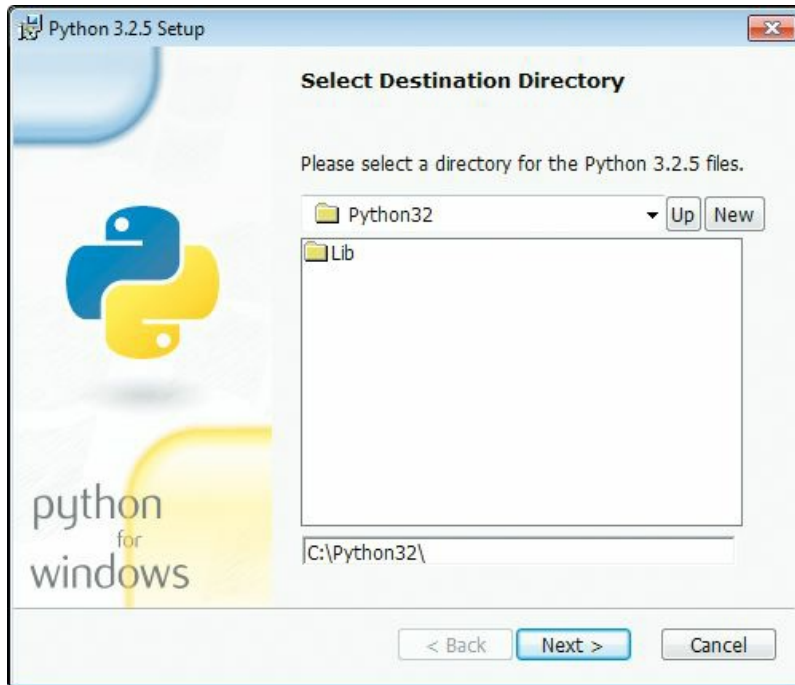 Python 3.2.5 Setup
Select Destination Directory
Please select a directory for the Python 3.2.5 files.
Python32 Up New
Lib
C:\Python32\
python
for
windows
< Back Next > Cancel